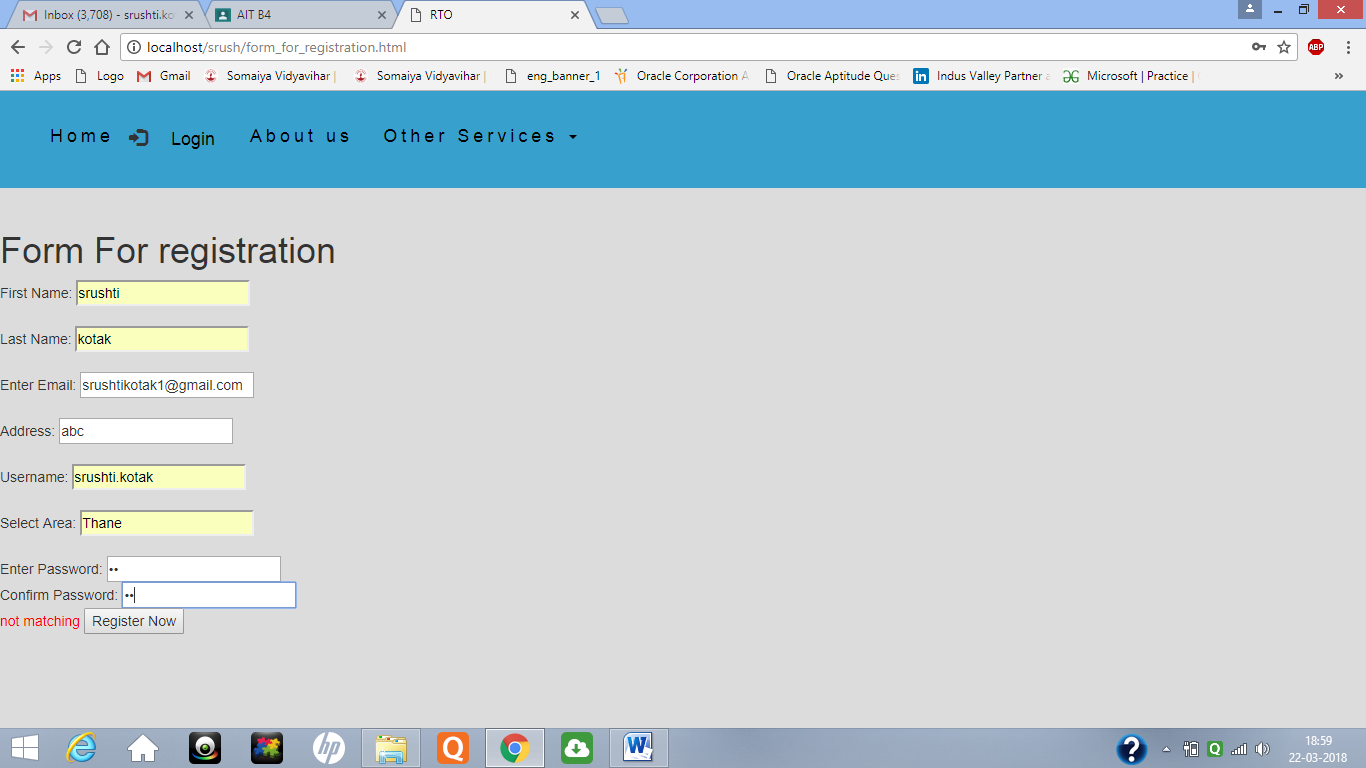 Inbox (3,708) - srushti.ko
AIT B4
RTO
localhost/srush/form_for_registration.html
ABP
Apps
Logo
Gmail
Somaiya Vidyavihar |
Somaiya Vidyavihar |
eng_banner_1
Oracle Corporation A
Oracle Aptitude Ques
Indus Valley Partner a
Microsoft | Practice |
»
Home
Login
About us
Other Services
Form For registration
First Name: srushti
Last Name: kotak
Enter Email: srushtikotak1@gmail.com
Address: abc
Username: srushti.kotak
Select Area: Thane
Enter Password: ••
Confirm Password: ••
not matching Register Now
18:59
22-03-2018